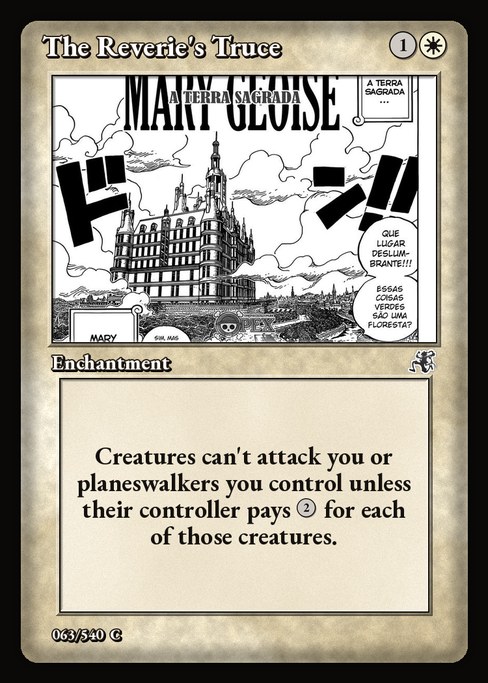 The Reverie's Truce
1
MARY GEOISE
A TERRA SAGRADA
A TERRA
SAGRADA
...
ドン!!
QUE
LUGAR
DESLUM-
BRANTE!!!
ESSAS
COISAS
VERDES
SÃO UMA
FLORESTA?
MARY
SIM, MAS
OPEX
Enchantment
Creatures can't attack you or
planeswalkers you control unless
their controller pays 2 for each
of those creatures.
063/540 C